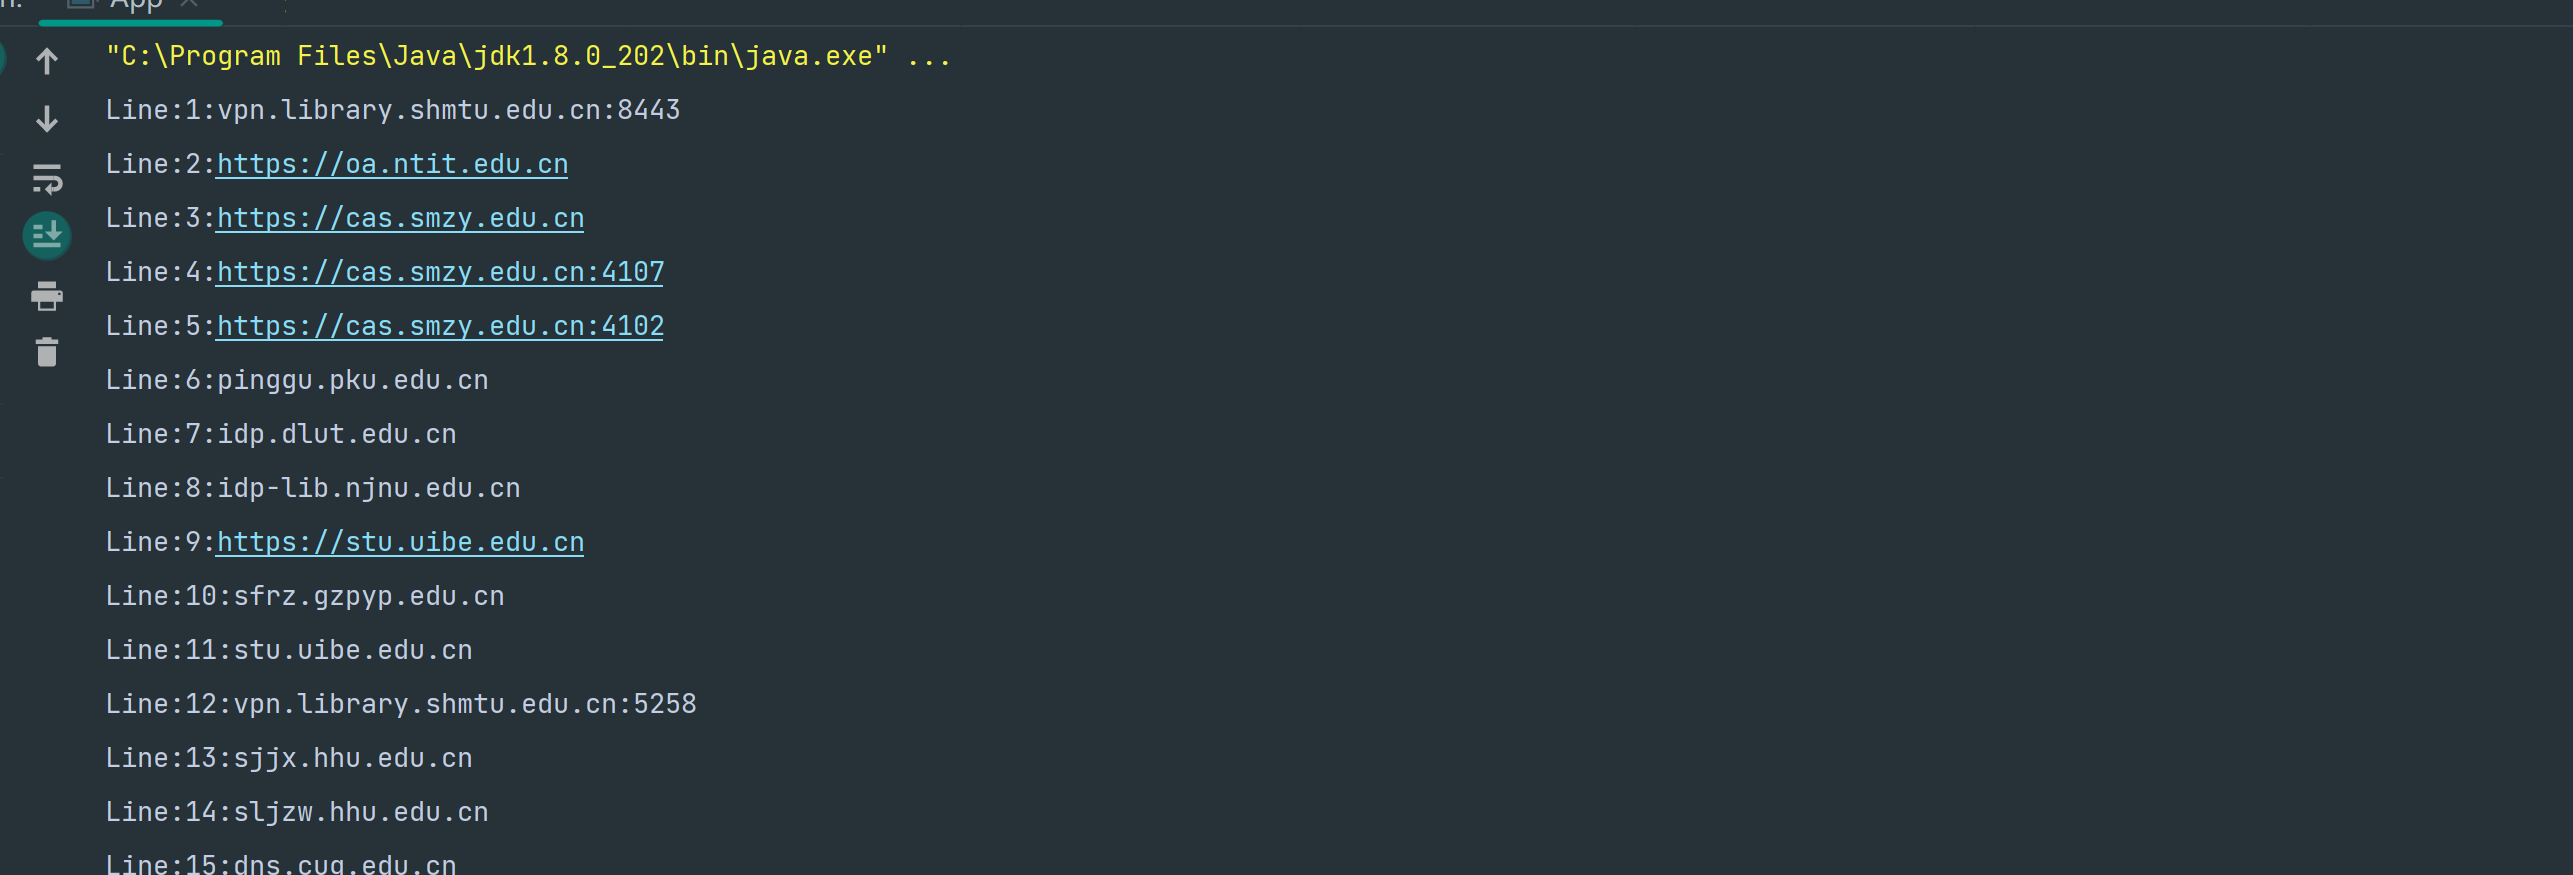 App
"C:\Program Files\Java\jdk1.8.0_202\bin\java.exe" ...
Line:1:vpn.library.shmtu.edu.cn:8443
Line:2:https://oa.ntit.edu.cn
Line:3:https://cas.smzy.edu.cn
Line:4:https://cas.smzy.edu.cn:4107
Line:5:https://cas.smzy.edu.cn:4102
Line:6:pinggu.pku.edu.cn
Line:7:idp.dlut.edu.cn
Line:8:idp-lib.njnu.edu.cn
Line:9:https://stu.uibe.edu.cn
Line:10:sfrz.gzpyp.edu.cn
Line:11:stu.uibe.edu.cn
Line:12:vpn.library.shmtu.edu.cn:5258
Line:13:sjjx.hhu.edu.cn
Line:14:sljzw.hhu.edu.cn
Line:15:dns.cug.edu.cn